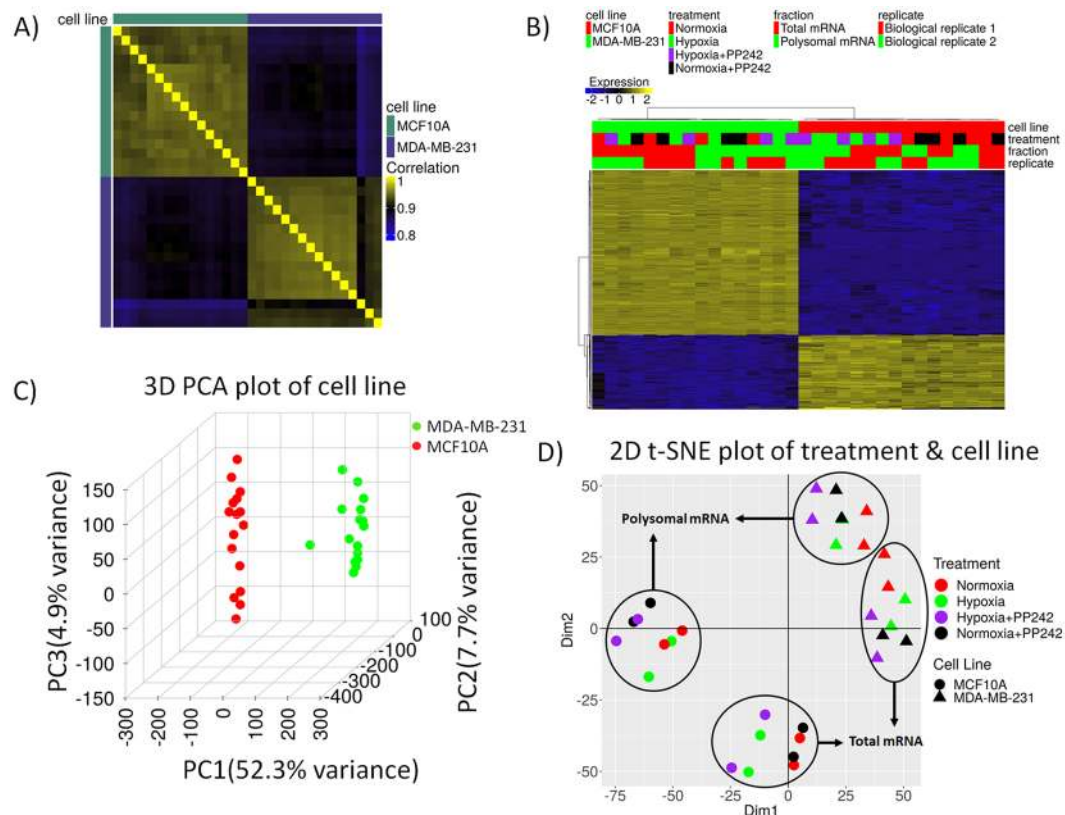 A)
cell line
cell line
MCF10A
MDA-MB-231
Correlation
1
0.9
0.8
B)
cell line
MCF10A
MDA-MB-231
treatment
Normoxia
Hypoxia
Hypoxia+PP242
Normoxia+PP242
fraction
Total mRNA
Polysomal mRNA
replicate
Biological replicate 1
Biological replicate 2
Expression
-2 -1 0 1 2
cell line
treatment
fraction
replicate
C)
3D PCA plot of cell line
MDA-MB-231
MCF10A
PC3(4.9% variance)
150
100
50
0
-50
-100
-150
-300
-200
-100
0
100
200
300
PC1(52.3% variance)
-400
-300
-200
-100
0
100
PC2(7.7% variance)
D)
2D t-SNE plot of treatment & cell line
Polysomal mRNA
Total mRNA
Dim2
50
25
0
-25
-50
-75 -50 -25 0 25 50
Dim1
Treatment
Normoxia
Hypoxia
Hypoxia+PP242
Normoxia+PP242
Cell Line
MCF10A
MDA-MB-231